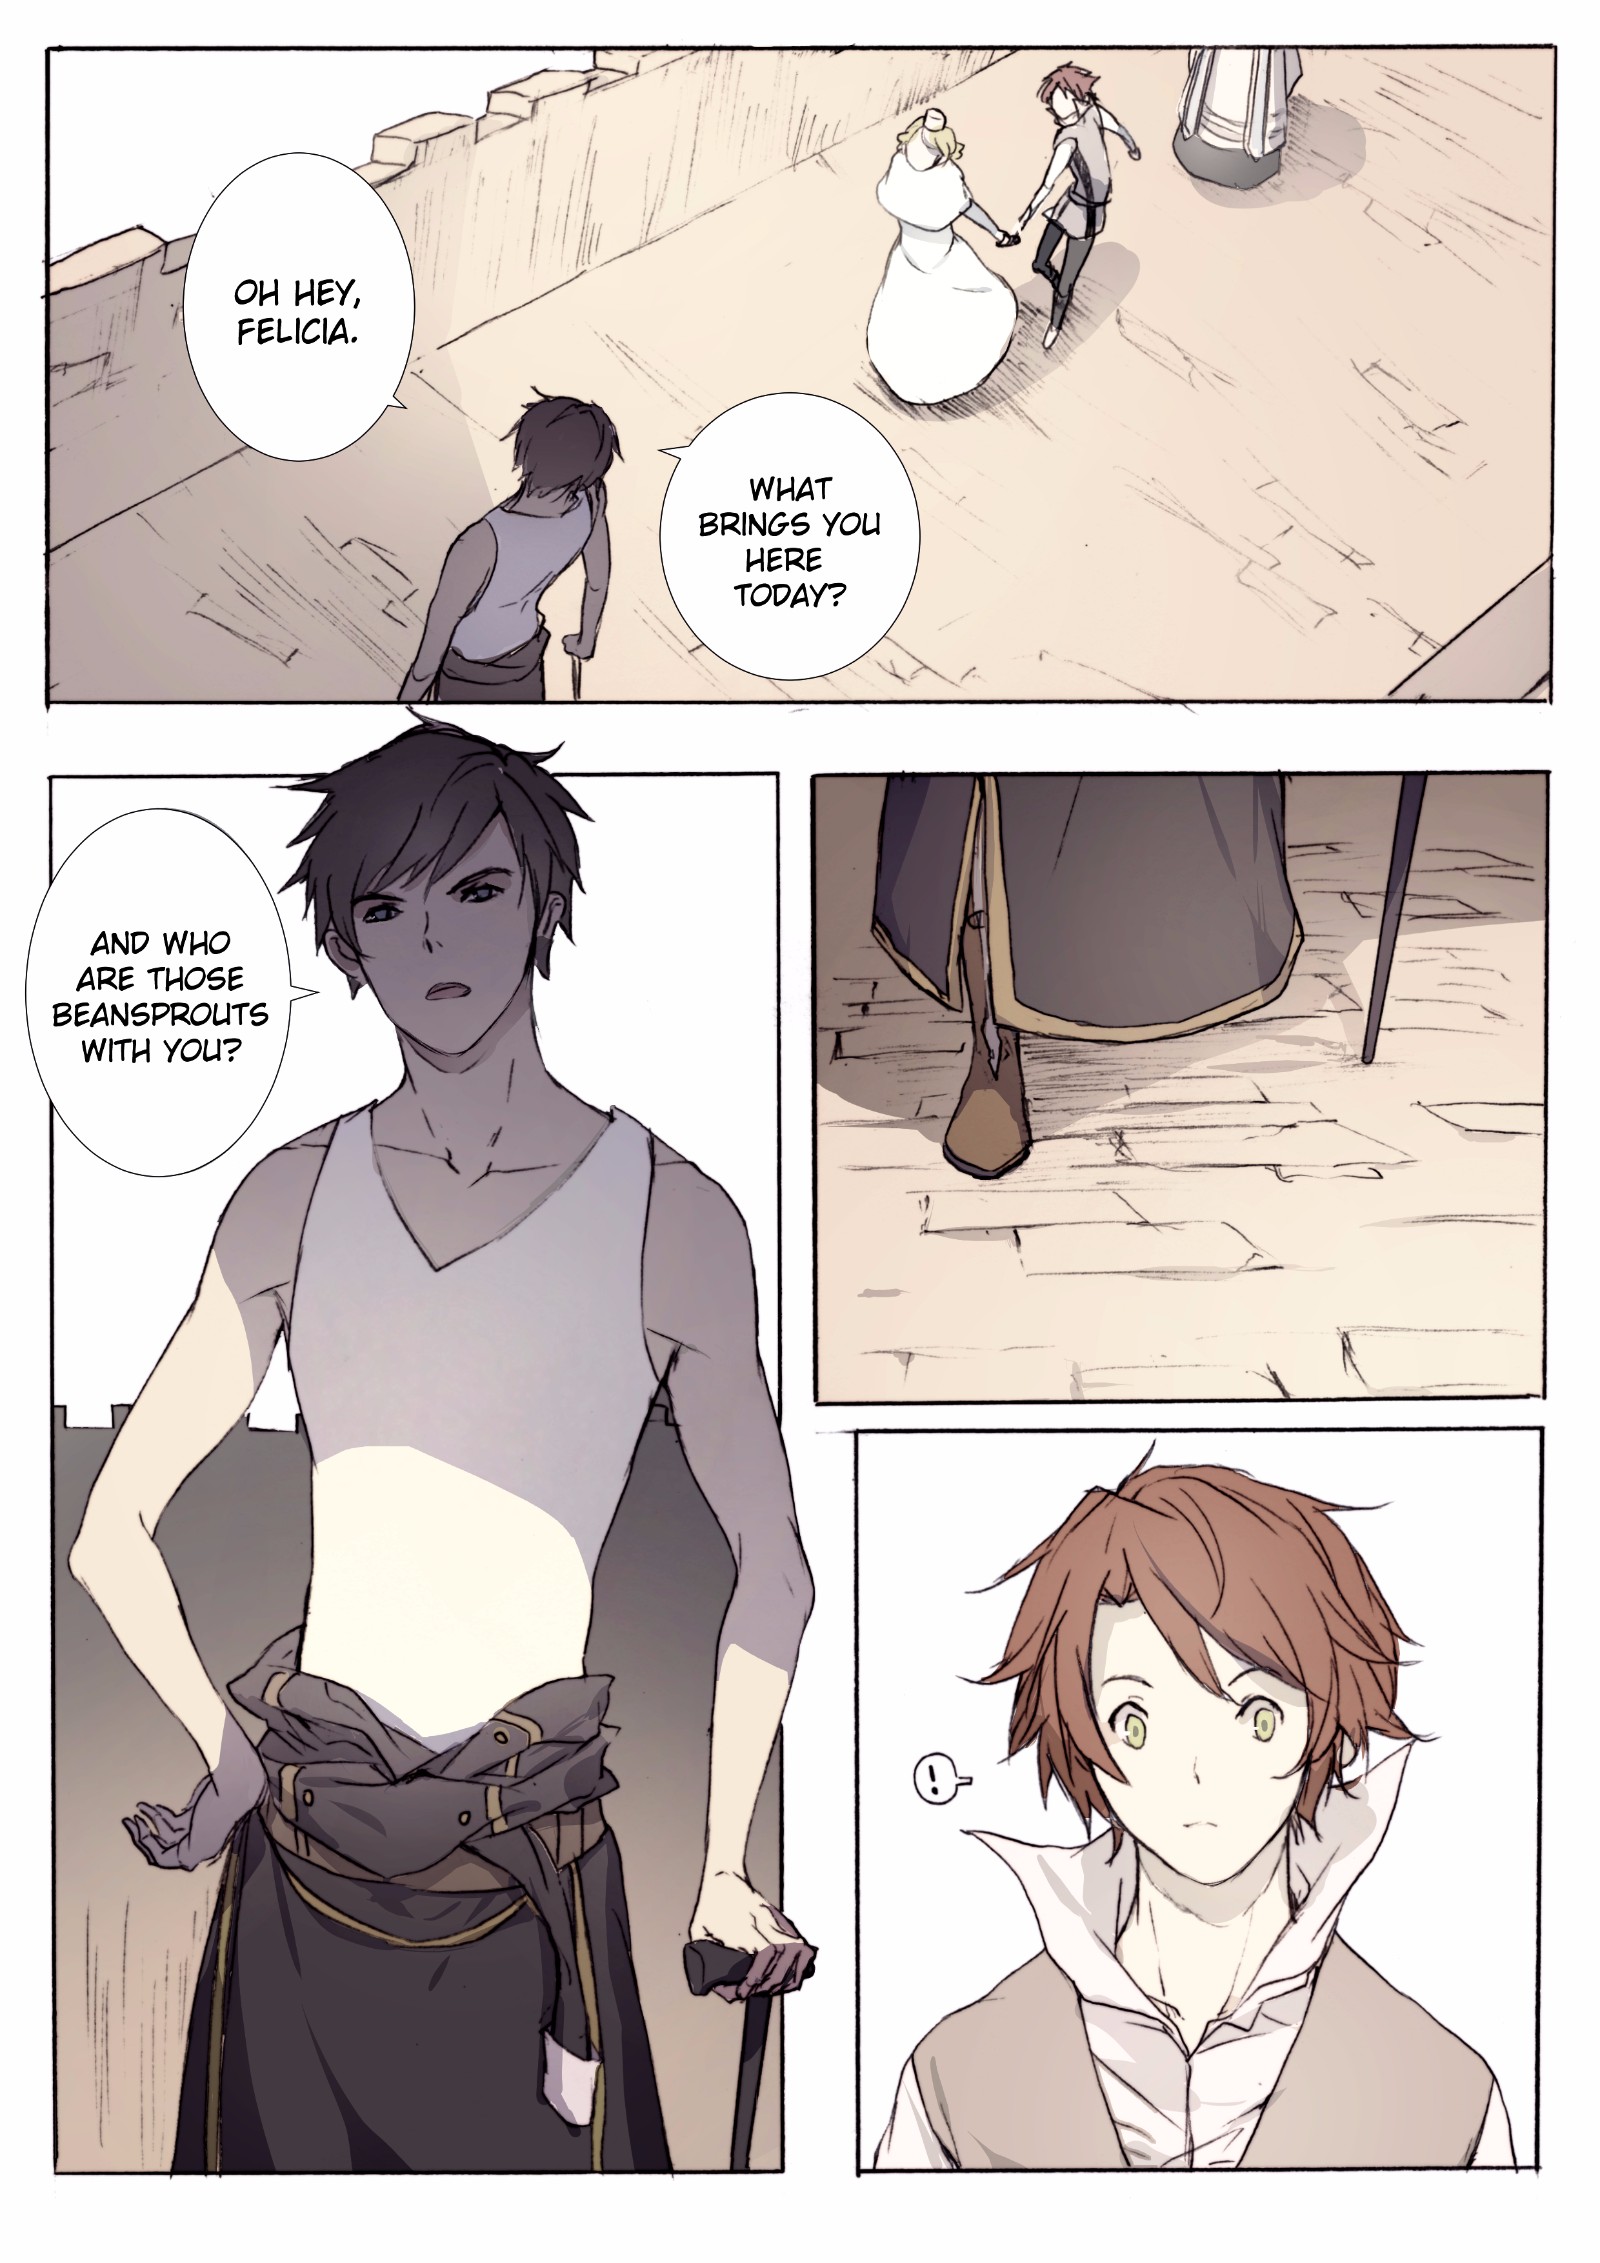 OH HEY,
FELICIA.
WHAT
BRINGS YOU
HERE
TODAY?
AND WHO
ARE THOSE
BEANSPROUTS
WITH YOU?
!